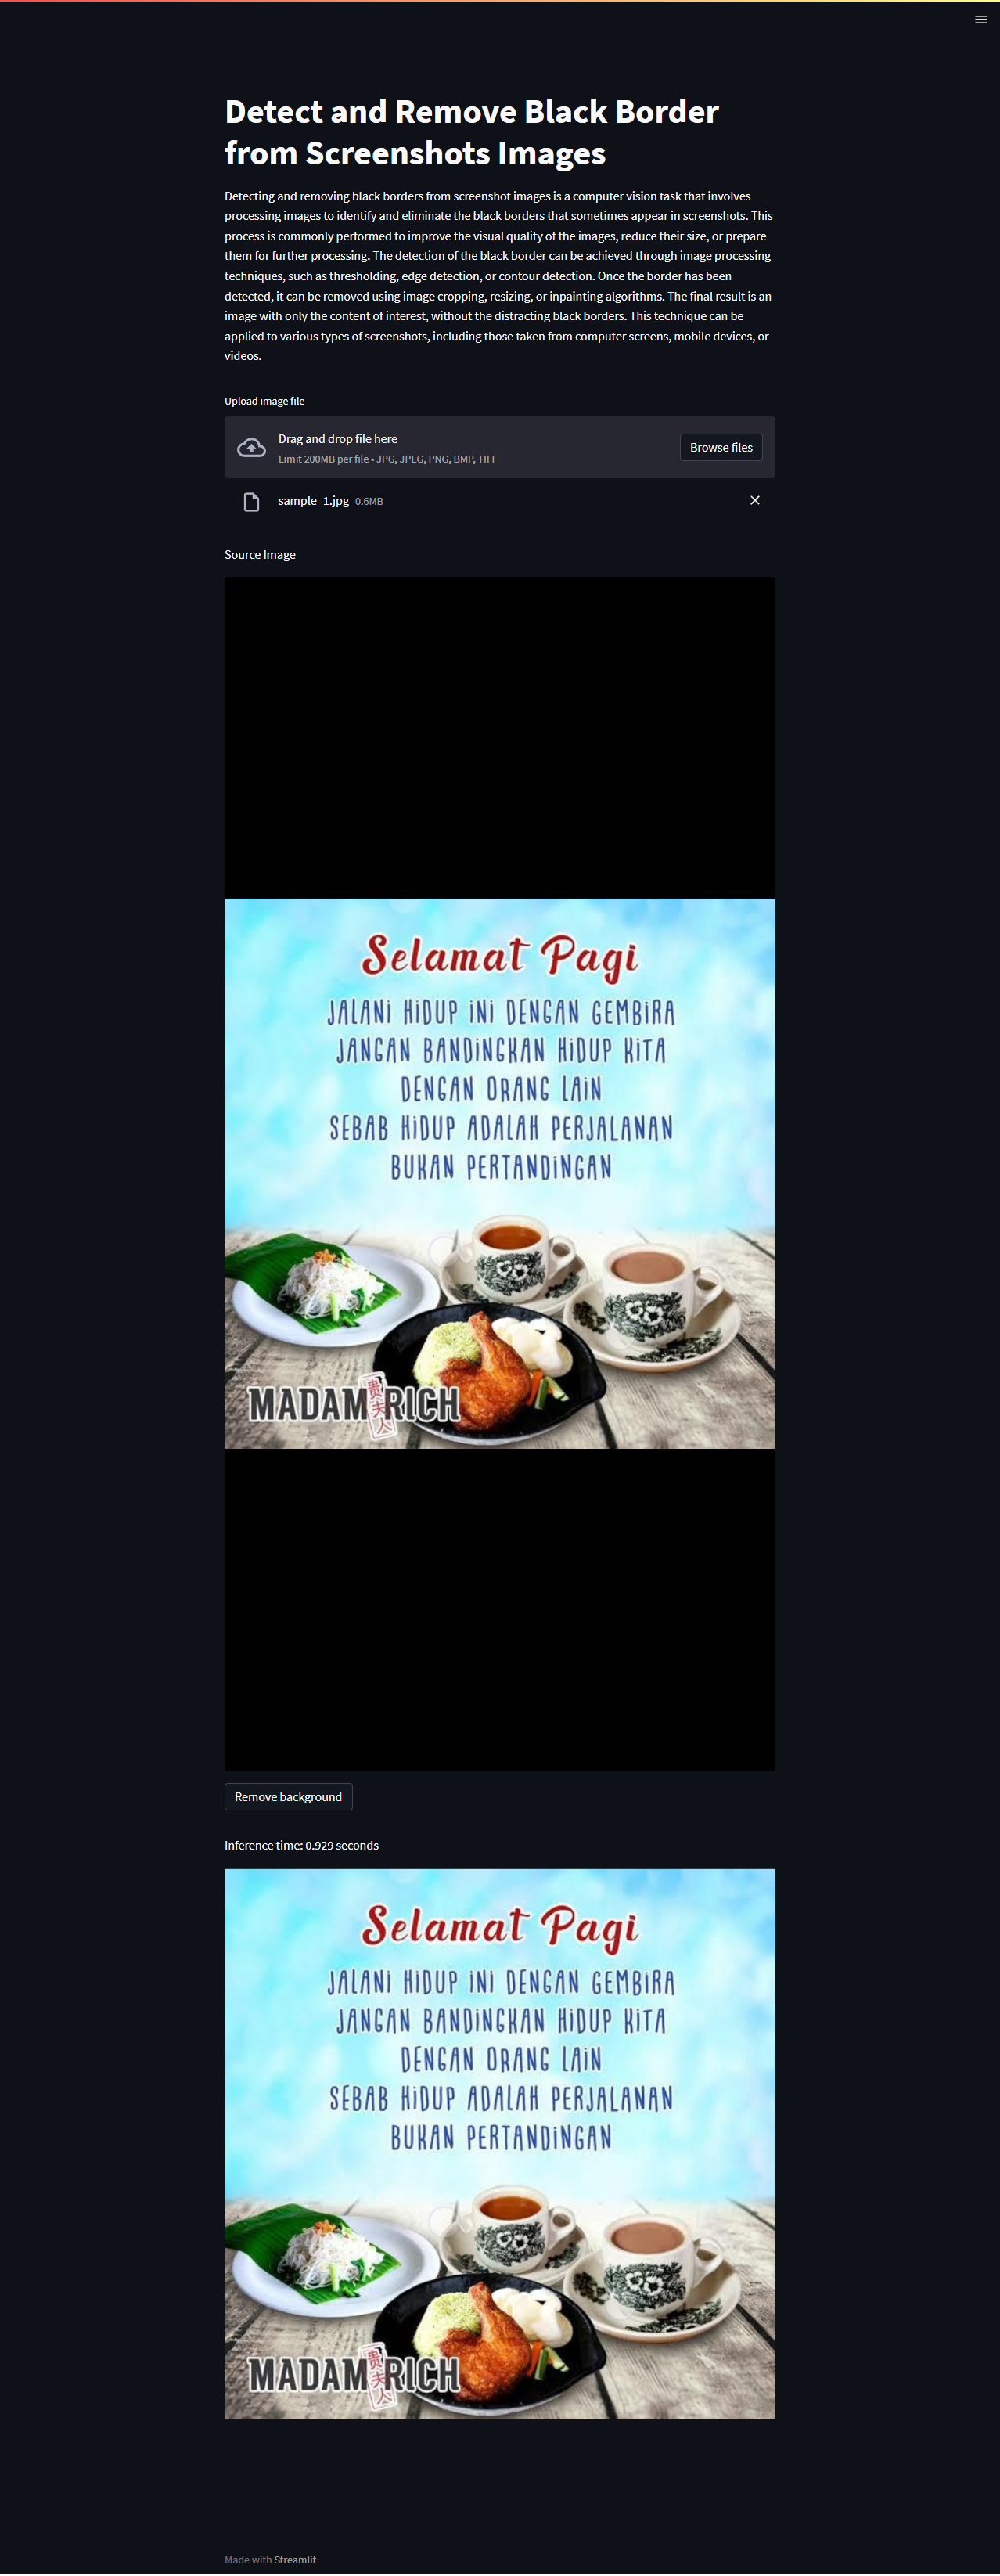 Detect and Remove Black Border
from Screenshots Images
Detecting and removing black borders from screenshot images is a computer vision task that involves
processing images to identify and eliminate the black borders that sometimes appear in screenshots. This
process is commonly performed to improve the visual quality of the images, reduce their size, or prepare
them for further processing. The detection of the black border can be achieved through image processing
techniques, such as thresholding, edge detection, or contour detection. Once the border has been
detected, it can be removed using image cropping, resizing, or inpainting algorithms. The final result is an
image with only the content of interest, without the distracting black borders. This technique can be
applied to various types of screenshots, including those taken from computer screens, mobile devices, or
videos.
Upload image file
Drag and drop file here
Browse files
Limit 200MB per file • JPG, JPEG, PNG, BMP, TIFF
sample_1.jpg 0.6MB
Source Image
Selamat Pagi
JALANi HiDUP iNi DENGAN GEMBiRA
JANGAN BANDiNGKAN HiDUP KiTA
DENGAN ORANG LAiN
SEBAB HiDUP ADALAH PERJALANAN
BUKAN PERTANDiNGAN
MADAM 贵夫人 RICH
Remove background
Inference time: 0.929 seconds
Selamat Pagi
JALANi HiDUP iNi DENGAN GEMBiRA
JANGAN BANDiNGKAN HiDUP KiTA
DENGAN ORANG LAiN
SEBAB HiDUP ADALAH PERJALANAN
BUKAN PERTANDiNGAN
MADAM 贵夫人 RICH
Made with Streamlit